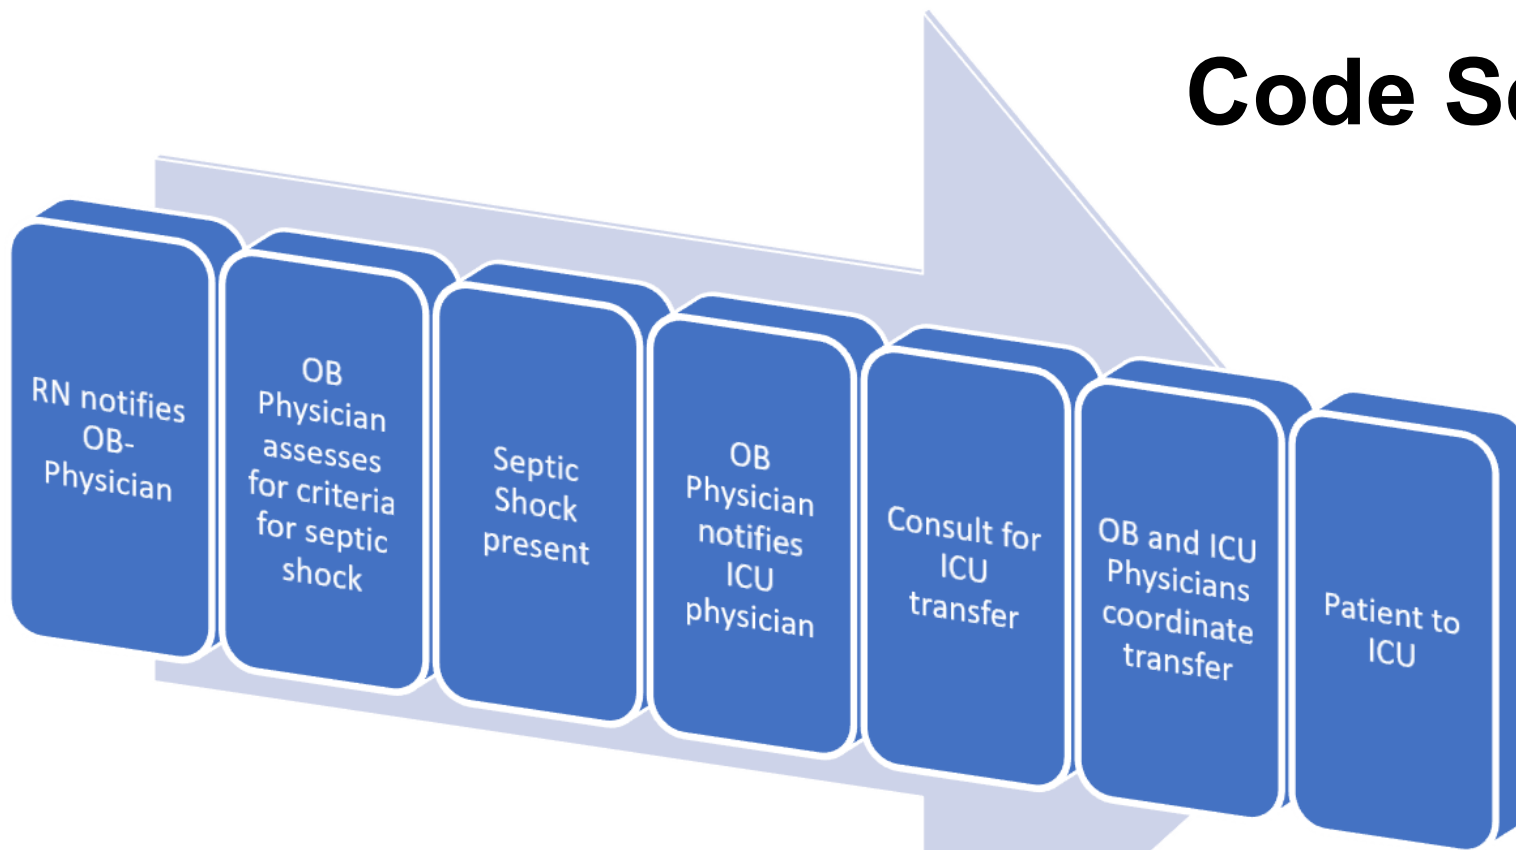 Code Se
RN notifies
OB-
Physician
OB
Physician
assesses
for criteria
for septic
shock
Septic
Shock
present
OB
Physician
notifies
ICU
physician
Consult for
ICU
transfer
OB and ICU
Physicians
coordinate
transfer
Patient to
ICU